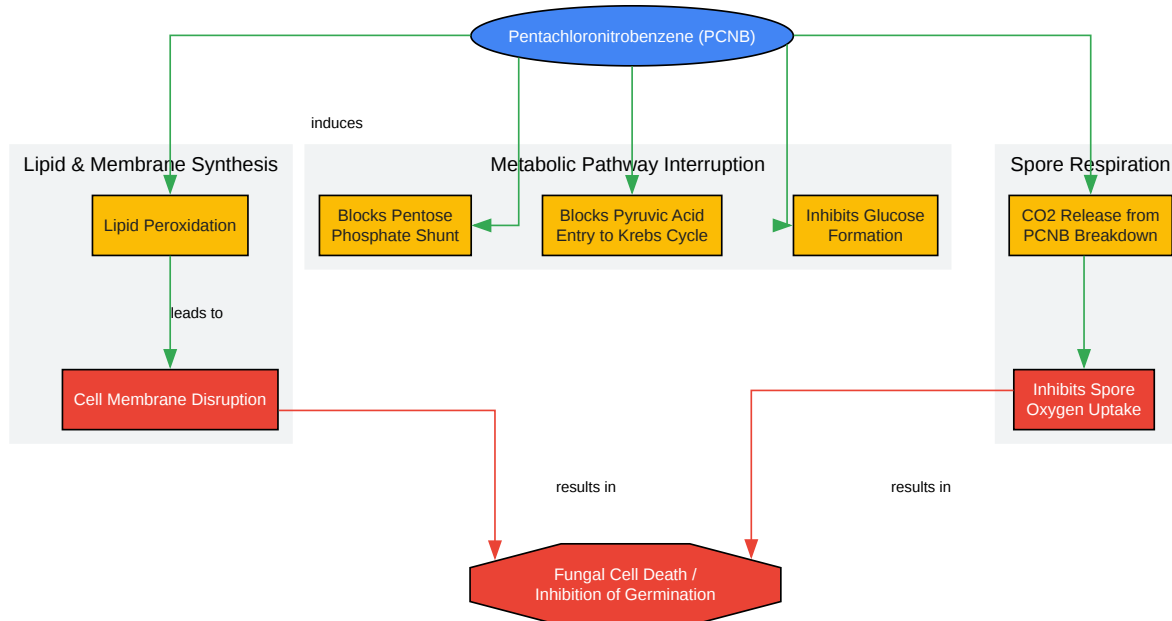 Pentachloronitrobenzene (PCNB)
induces
Lipid & Membrane Synthesis
Metabolic Pathway Interruption
Spore Respiration
Lipid Peroxidation
Blocks Pentose
Phosphate Shunt
Blocks Pyruvic Acid
Entry to Krebs Cycle
Inhibits Glucose
Formation
CO2 Release from
PCNB Breakdown
leads to
Cell Membrane Disruption
Inhibits Spore
Oxygen Uptake
results in
results in
Fungal Cell Death /
Inhibition of Germination